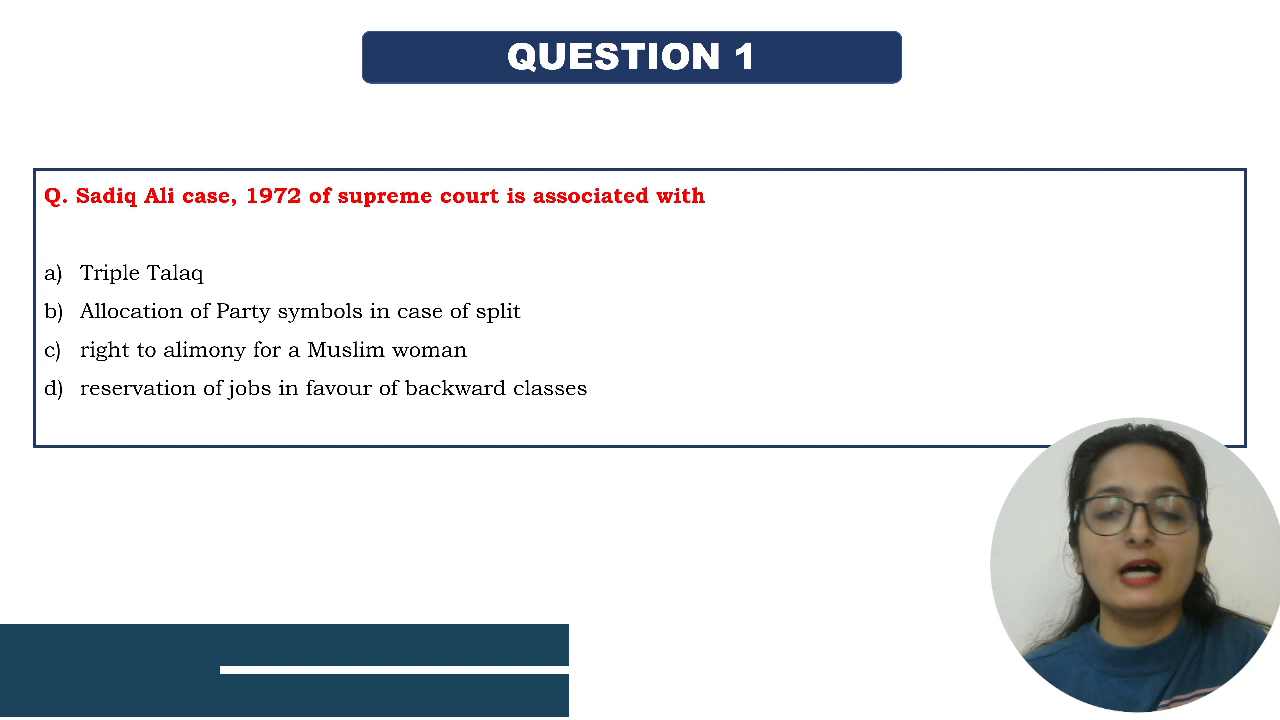 QUESTION 1
Q. Sadiq Ali case, 1972 of supreme court is associated with
a) Triple Talaq
b) Allocation of Party symbols in case of split
c) right to alimony for a Muslim woman
d) reservation of jobs in favour of backward classes